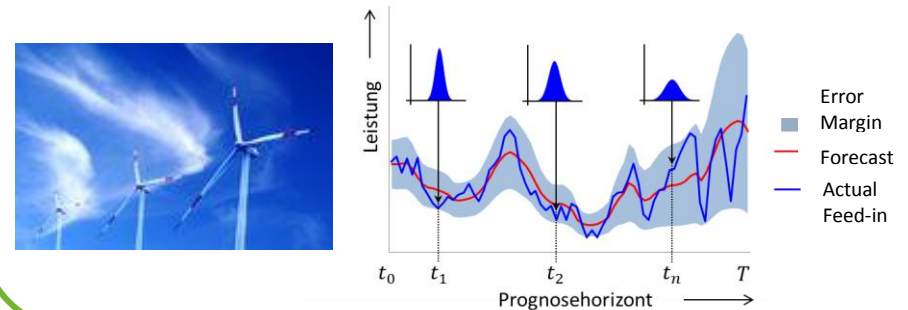 Leistung
t₀
t₁
t₂
tₙ
T
Prognosehorizont
Error
Margin
Forecast
Actual
Feed-in